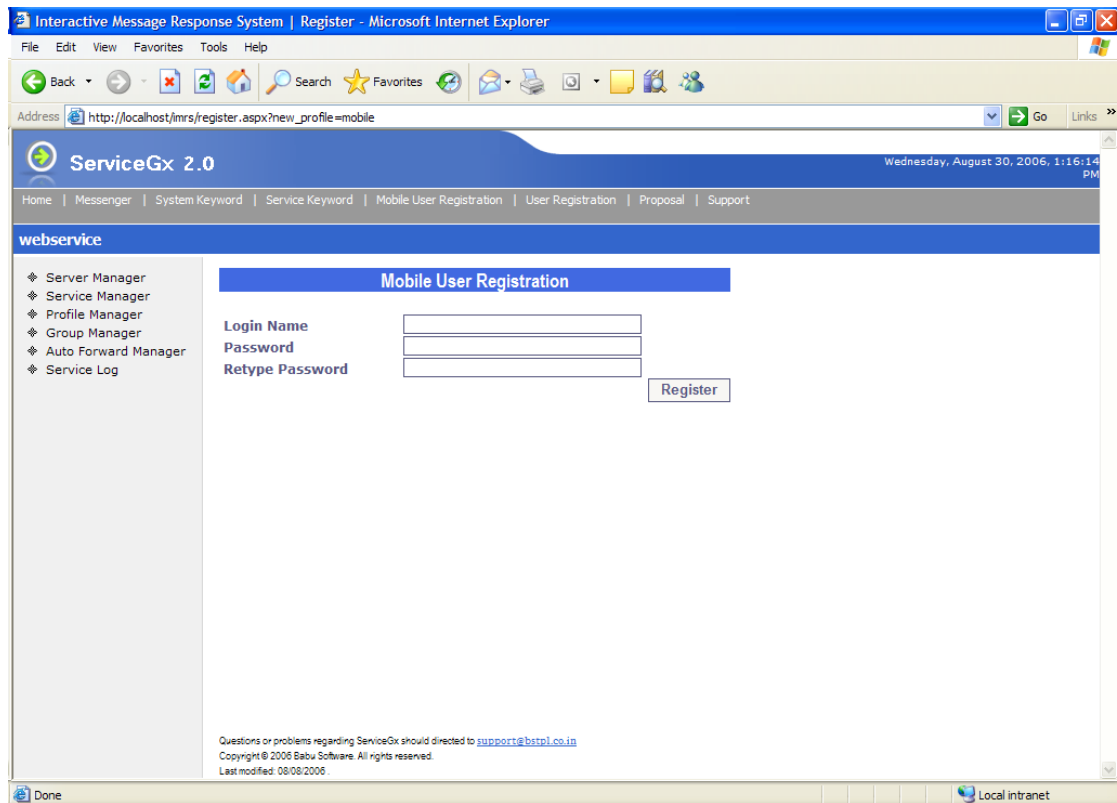 Interactive Message Response System | Register - Microsoft Internet Explorer
File Edit View Favorites Tools Help
Back Search Favorites
Address http://localhost/imrs/register.aspx?new_profile=mobile Go Links »
ServiceGx 2.0
Wednesday, August 30, 2006, 1:16:14
PM
Home | Messenger | System Keyword | Service Keyword | Mobile User Registration | User Registration | Proposal | Support
webservice
Server Manager
Service Manager
Profile Manager
Group Manager
Auto Forward Manager
Service Log
Mobile User Registration
Login Name
Password
Retype Password
Register
Questions or problems regarding ServiceGx should directed to support@bstpl.co.in
Copyright © 2006 Babu Software. All rights reserved.
Last modified: 08/08/2006 .
Done Local intranet